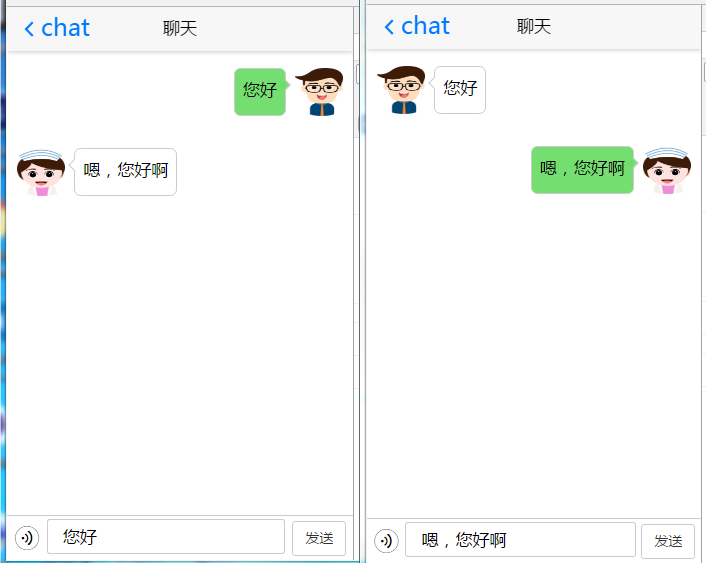 chat 聊天
您好
嗯，您好啊
您好 发送
chat 聊天
您好
嗯，您好啊
嗯，您好啊 发送